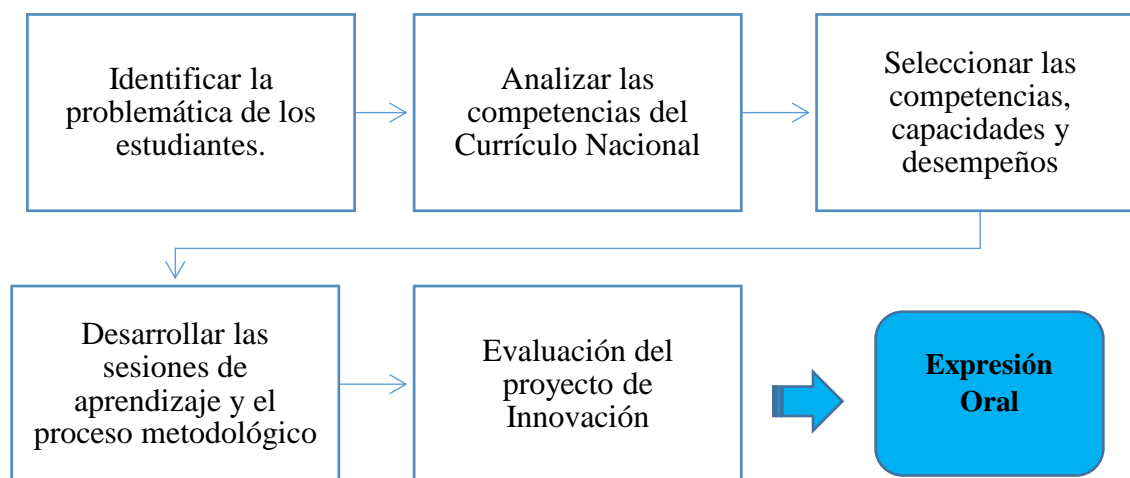 Identificar la
problemática de los
estudiantes.
Analizar las
competencias del
Currículo Nacional
Seleccionar las
competencias,
capacidades y
desempeños
Desarrollar las
sesiones de
aprendizaje y el
proceso metodológico
Evaluación del
proyecto de
Innovación
Expresión
Oral